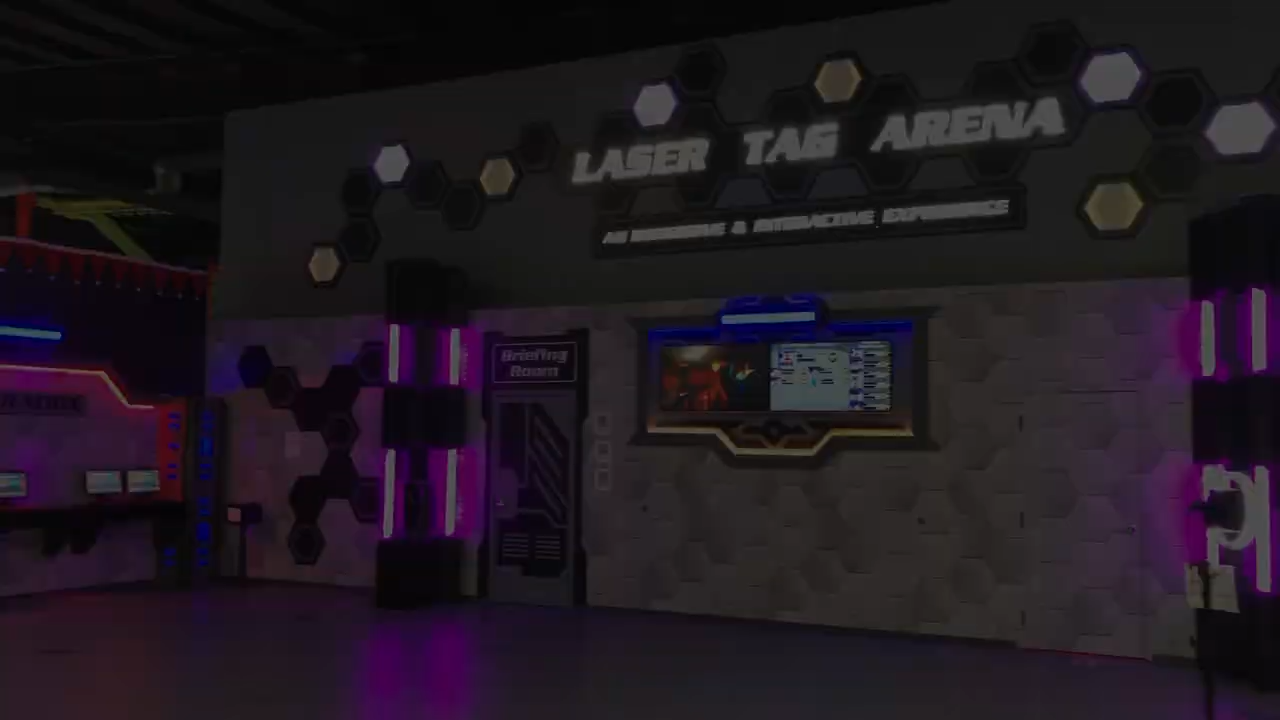 LASER TAG ARENA
AN IMMERSIVE & INTERACTIVE EXPERIENCE
Briefing
Room